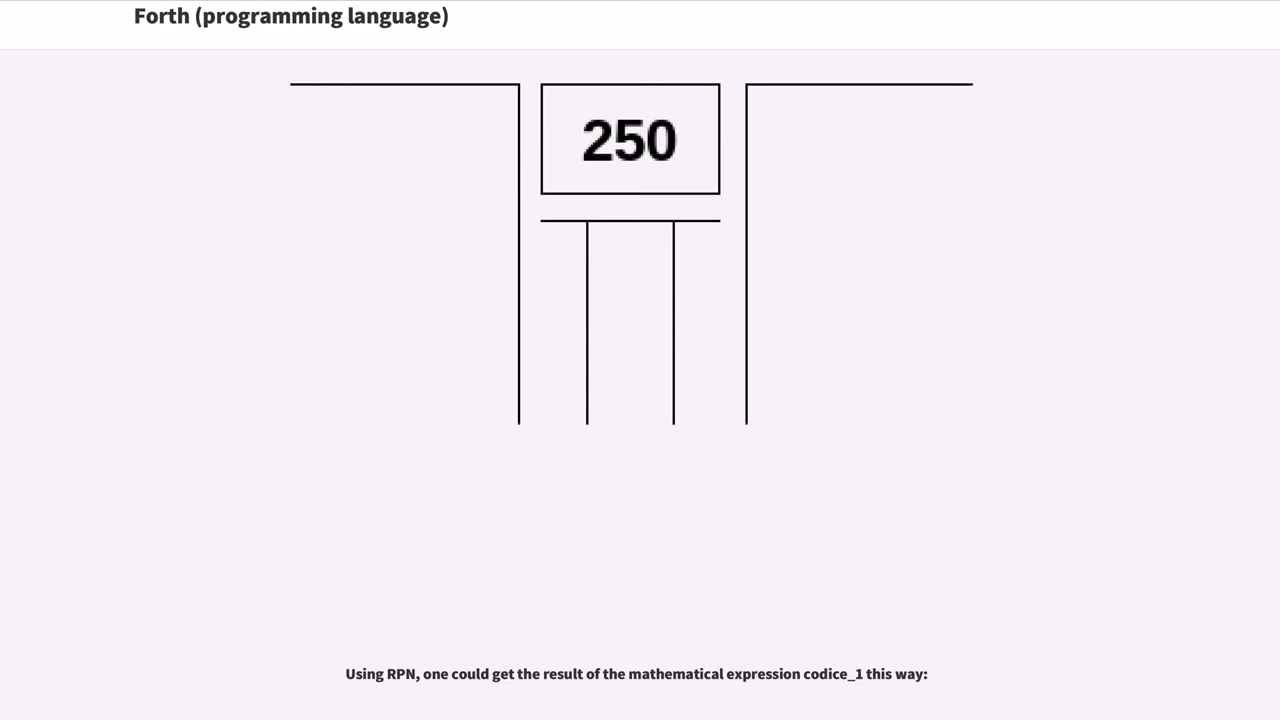 Forth (programming language)
250
Using RPN, one could get the result of the mathematical expression codice_1 this way: